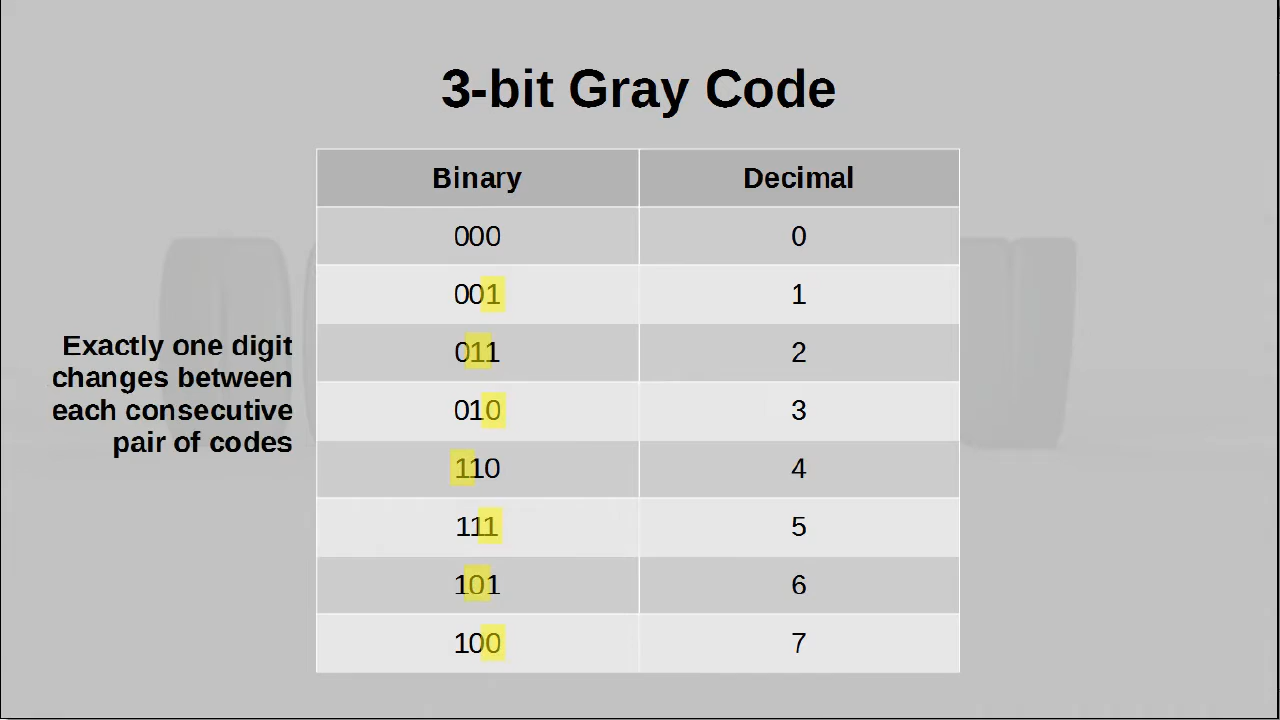 3-bit Gray Code
Binary Decimal
000 0
001 1
011 2
010 3
110 4
111 5
101 6
100 7
Exactly one digit
changes between
each consecutive
pair of codes